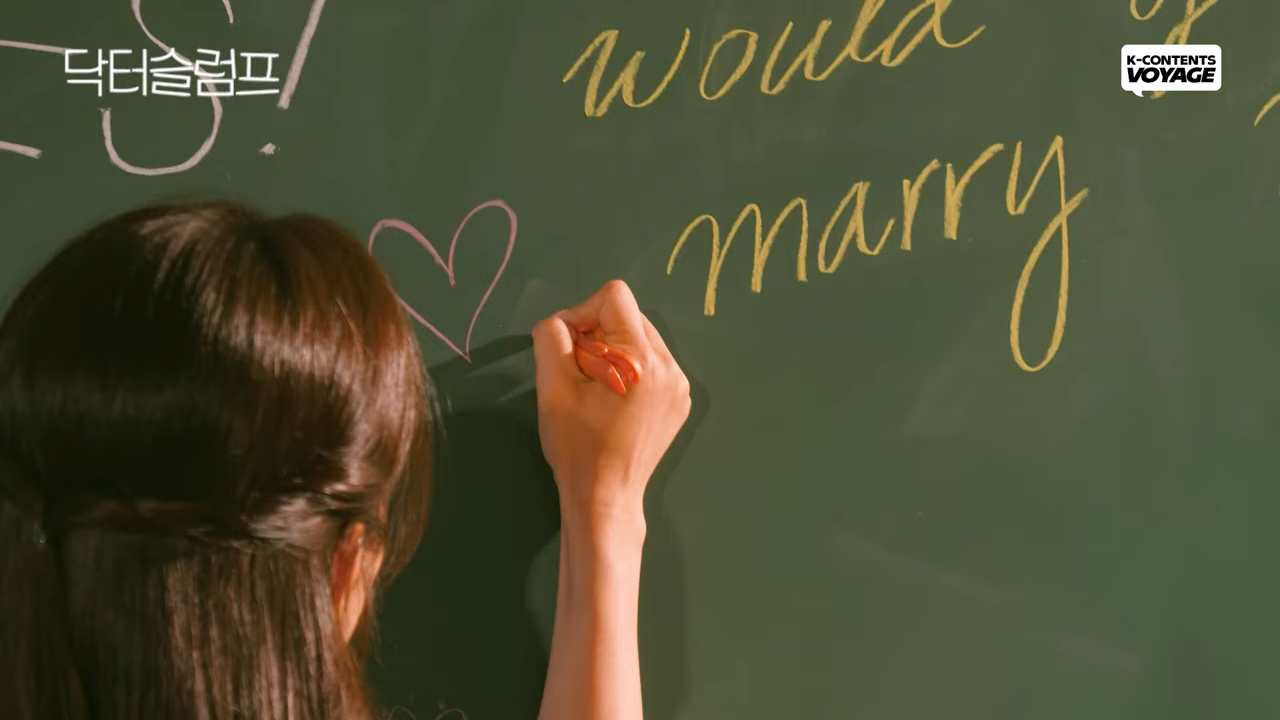 닥터슬럼프
K-CONTENTS
VOYAGE
S!
would
marry